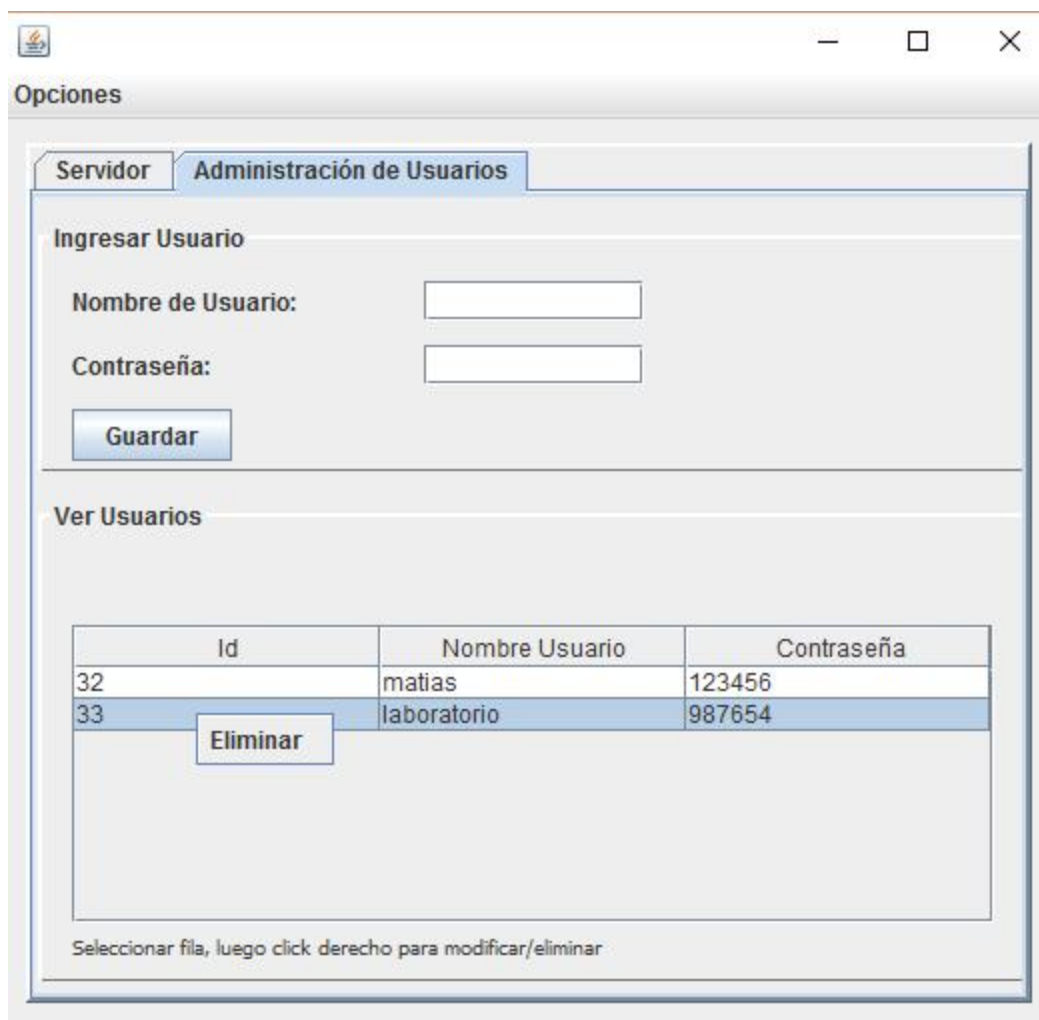 Opciones
Servidor Administración de Usuarios
Ingresar Usuario
Nombre de Usuario:
Contraseña:
Guardar
Ver Usuarios
Id Nombre Usuario Contraseña
32 matias 123456
33 laboratorio 987654
Eliminar
Seleccionar fila, luego click derecho para modificar/eliminar